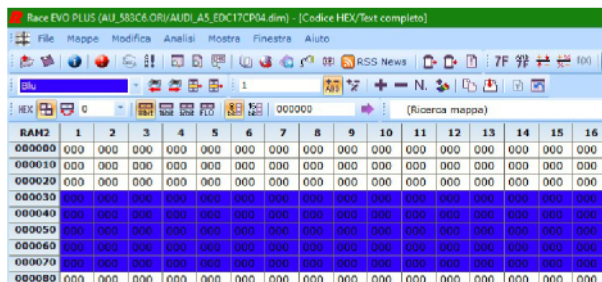 Race EVO PLUS (AU_583C6.ORI/AUDI_A5_EDC17CP04.dim) - [Codice HEX/Text completo]
File Mappe Modifica Analisi Mostra Finestra Aiuto
RSS News 7F
Blu 1 N.
HEX 0 FLO 000000 (Ricerca mappa)
RAM2 1 2 3 4 5 6 7 8 9 10 11 12 13 14 15 16
000000 000 000 000 000 000 000 000 000 000 000 000 000 000 000 000 000
000010 000 000 000 000 000 000 000 000 000 000 000 000 000 000 000 000
000020 000 000 000 000 000 000 000 000 000 000 000 000 000 000 000 000
000030 000 000 000 000 000 000 000 000 000 000 000 000 000 000 000 000
000040 000 000 000 000 000 000 000 000 000 000 000 000 000 000 000 000
000050 000 000 000 000 000 000 000 000 000 000 000 000 000 000 000 000
000060 000 000 000 000 000 000 000 000 000 000 000 000 000 000 000 000
000070 000 000 000 000 000 000 000 000 000 000 000 000 000 000 000 000
000080 000 000 000 000 000 000 000 000 000 000 000 000 000 000 000 000